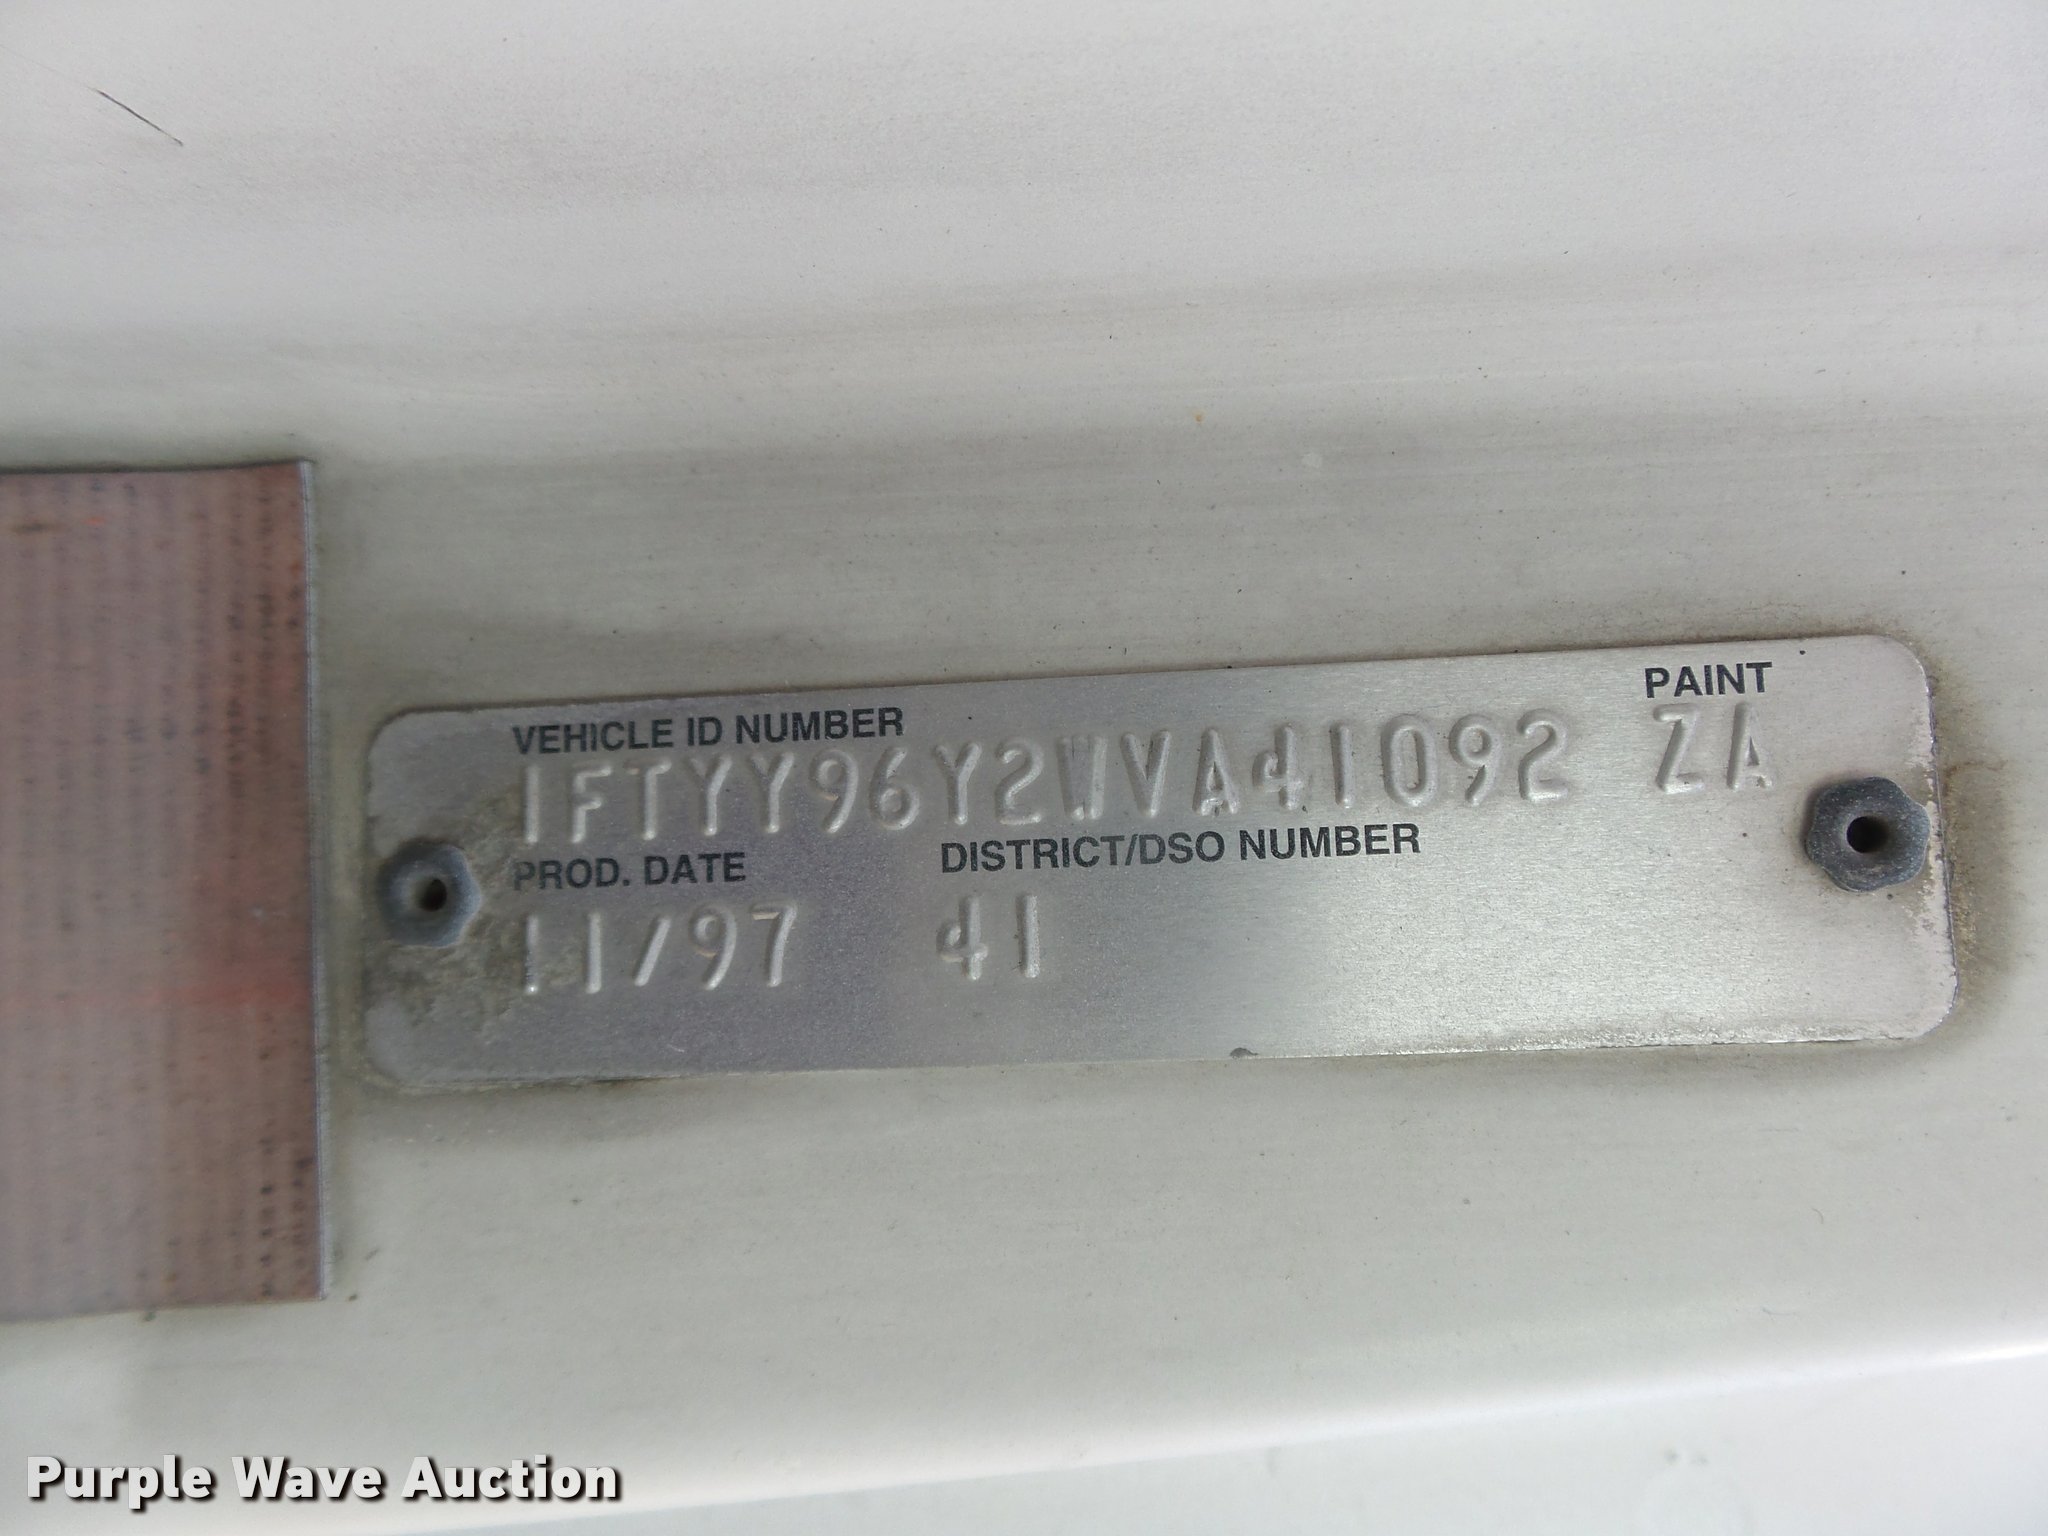 PAINT
VEHICLE ID NUMBER
1FTYY96Y2WVA41092 ZA
PROD. DATE DISTRICT/DSO NUMBER
11/97 41
Purple Wave Auction